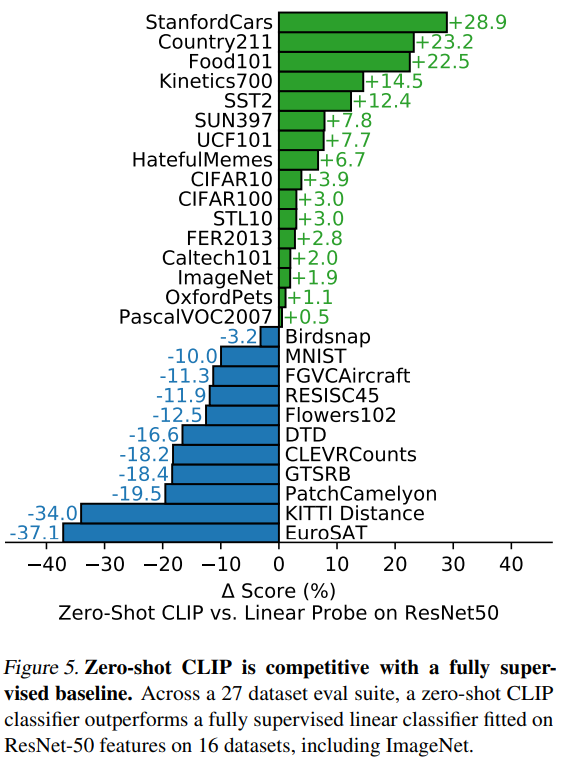 StanfordCars +28.9
Country211 +23.2
Food101 +22.5
Kinetics700 +14.5
SST2 +12.4
SUN397 +7.8
UCF101 +7.7
HatefulMemes +6.7
CIFAR10 +3.9
CIFAR100 +3.0
STL10 +3.0
FER2013 +2.8
Caltech101 +2.0
ImageNet +1.9
OxfordPets +1.1
PascalVOC2007 +0.5
-3.2 Birdsnap
-10.0 MNIST
-11.3 FGVCAircraft
-11.9 RESISC45
-12.5 Flowers102
-16.6 DTD
-18.2 CLEVRCounts
-18.4 GTSRB
-19.5 PatchCamelyon
-34.0 KITTI Distance
-37.1 EuroSAT
−40 −30 −20 −10 0 10 20 30 40
Δ Score (%)
Zero-Shot CLIP vs. Linear Probe on ResNet50
Figure 5. Zero-shot CLIP is competitive with a fully super-
vised baseline. Across a 27 dataset eval suite, a zero-shot CLIP
classifier outperforms a fully supervised linear classifier fitted on
ResNet-50 features on 16 datasets, including ImageNet.